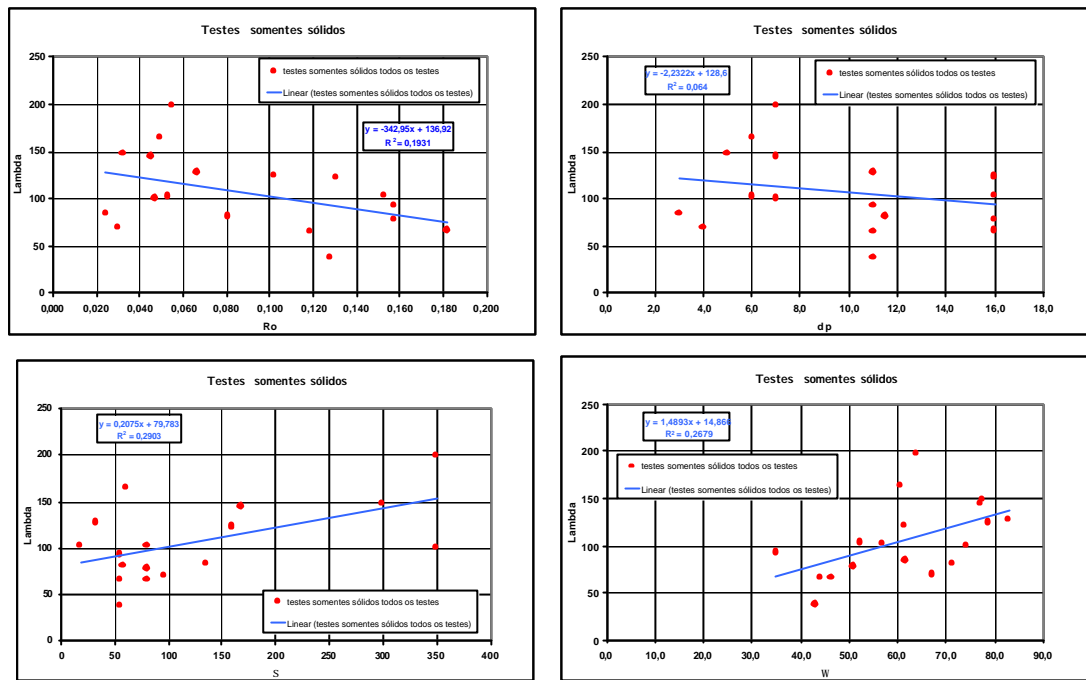 Testes somentes sólidos
250
200
150
100
50
0
Lambda
testes somentes sólidos todos os testes
Linear (testes somentes sólidos todos os testes)
y = -342,95x + 136,92
R² = 0,1931
0,000 0,020 0,040 0,060 0,080 0,100 0,120 0,140 0,160 0,180 0,200
Ro
Testes somentes sólidos
250
200
150
100
50
0
Lambda
y = -2,2322x + 128,6
R² = 0,064
testes somentes sólidos todos os testes
Linear (testes somentes sólidos todos os testes)
0,0 2,0 4,0 6,0 8,0 10,0 12,0 14,0 16,0 18,0
dp
Testes somentes sólidos
250
200
150
100
50
0
Lambda
y = 0,2075x + 79,783
R² = 0,2903
testes somentes sólidos todos os testes
Linear (testes somentes sólidos todos os testes)
0 50 100 150 200 250 300 350 400
S
Testes somentes sólidos
250
200
150
100
50
0
Lambda
y = 1,4893x + 14,866
R² = 0,2679
testes somentes sólidos todos os testes
Linear (testes somentes sólidos todos os testes)
0,0 10,0 20,0 30,0 40,0 50,0 60,0 70,0 80,0 90,0
W